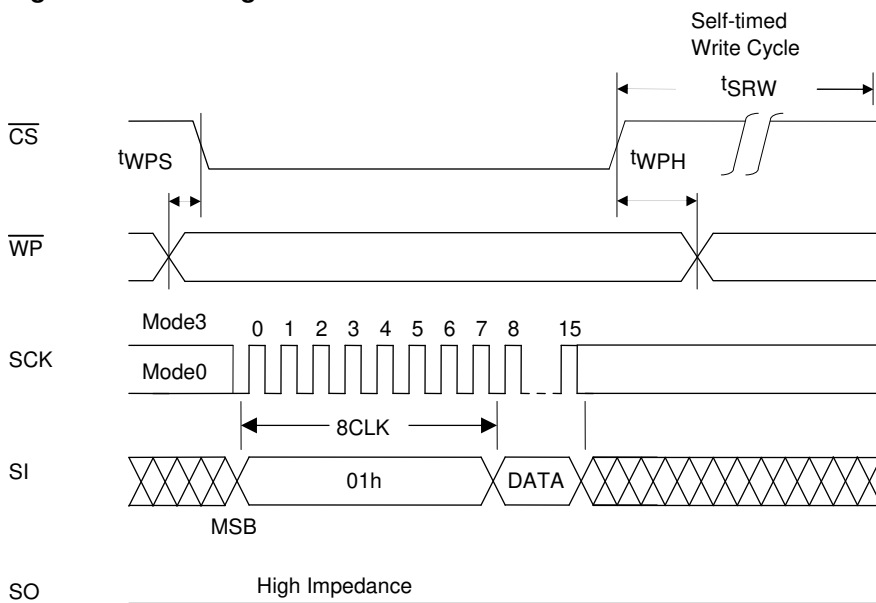 Self-timed
Write Cycle
tSRW
CS
tWPS
tWPH
WP
Mode3
0 1 2 3 4 5 6 7 8 15
SCK
Mode0
8CLK
SI
01h
DATA
MSB
High Impedance
SO